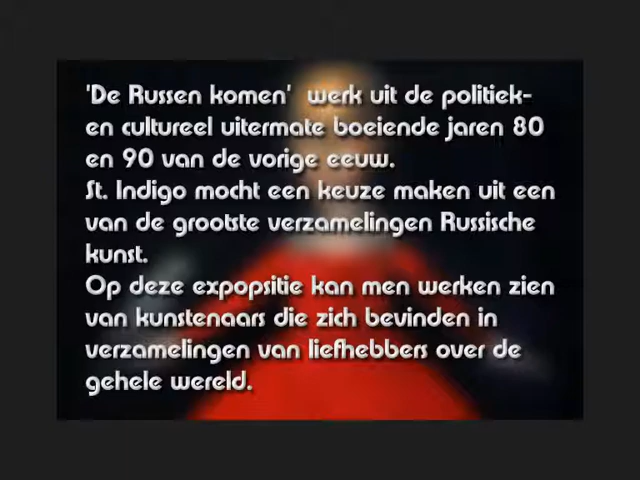 'De Russen komen' werk uit de politiek-
en cultureel uitermate boeiende jaren 80
en 90 van de vorige eeuw.
St. Indigo mocht een keuze maken uit een
van de grootste verzamelingen Russische
kunst.
Op deze expopsitie kan men werken zien
van kunstenaars die zich bevinden in
verzamelingen van liefhebbers over de
gehele wereld.